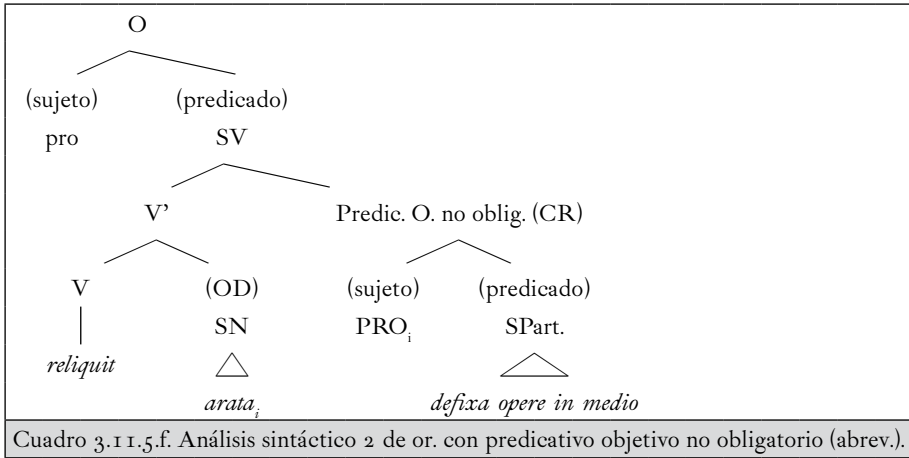 O
(sujeto) (predicado)
pro SV
V’ Predic. O. no oblig. (CR)
V (OD) (sujeto) (predicado)
SN PROᵢ SPart.
reliquit
arataᵢ defixa opere in medio
Cuadro 3.11.5.f. Análisis sintáctico 2 de or. con predicativo objetivo no obligatorio (abrev.).